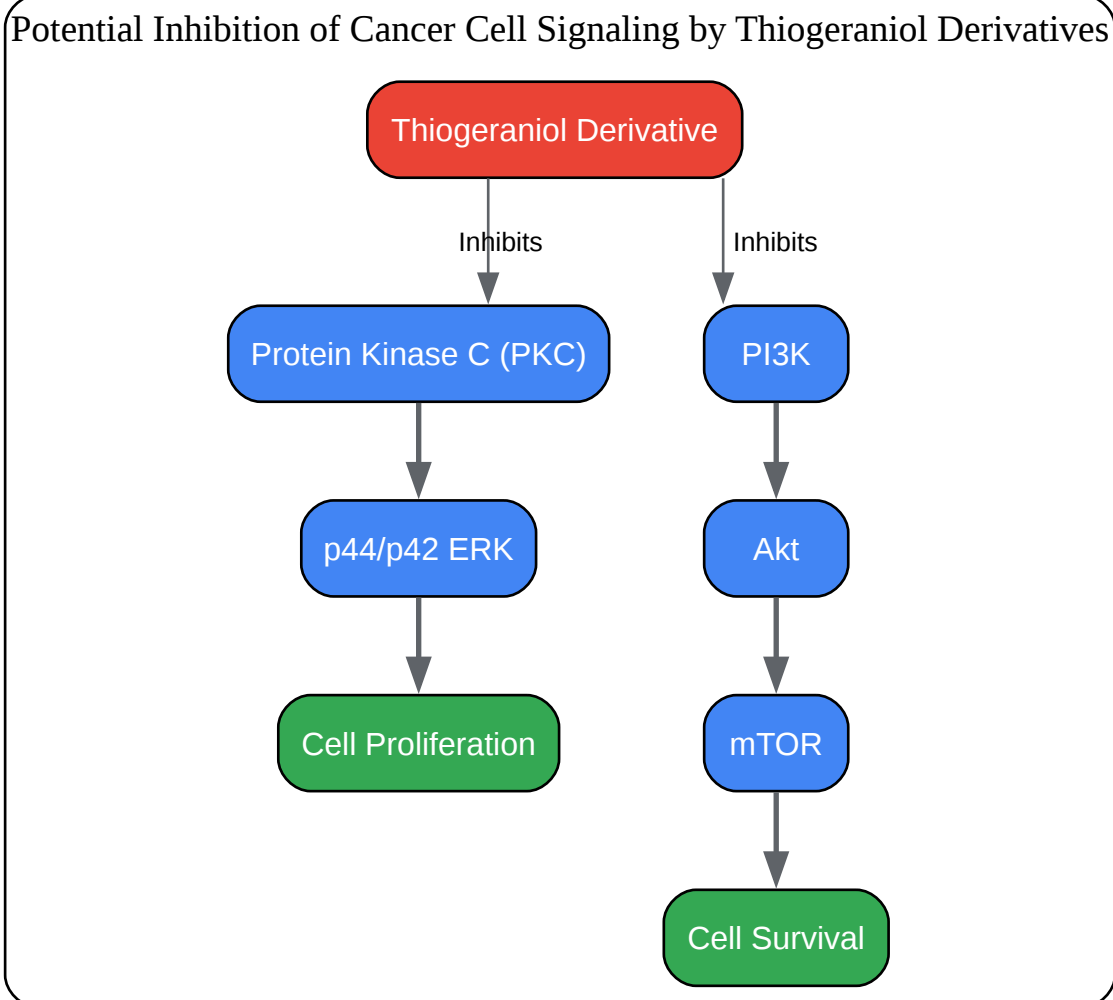 Potential Inhibition of Cancer Cell Signaling by Thiogeraniol Derivatives
Thiogeraniol Derivative
Inhibits
Inhibits
Protein Kinase C (PKC)
PI3K
p44/p42 ERK
Akt
Cell Proliferation
mTOR
Cell Survival